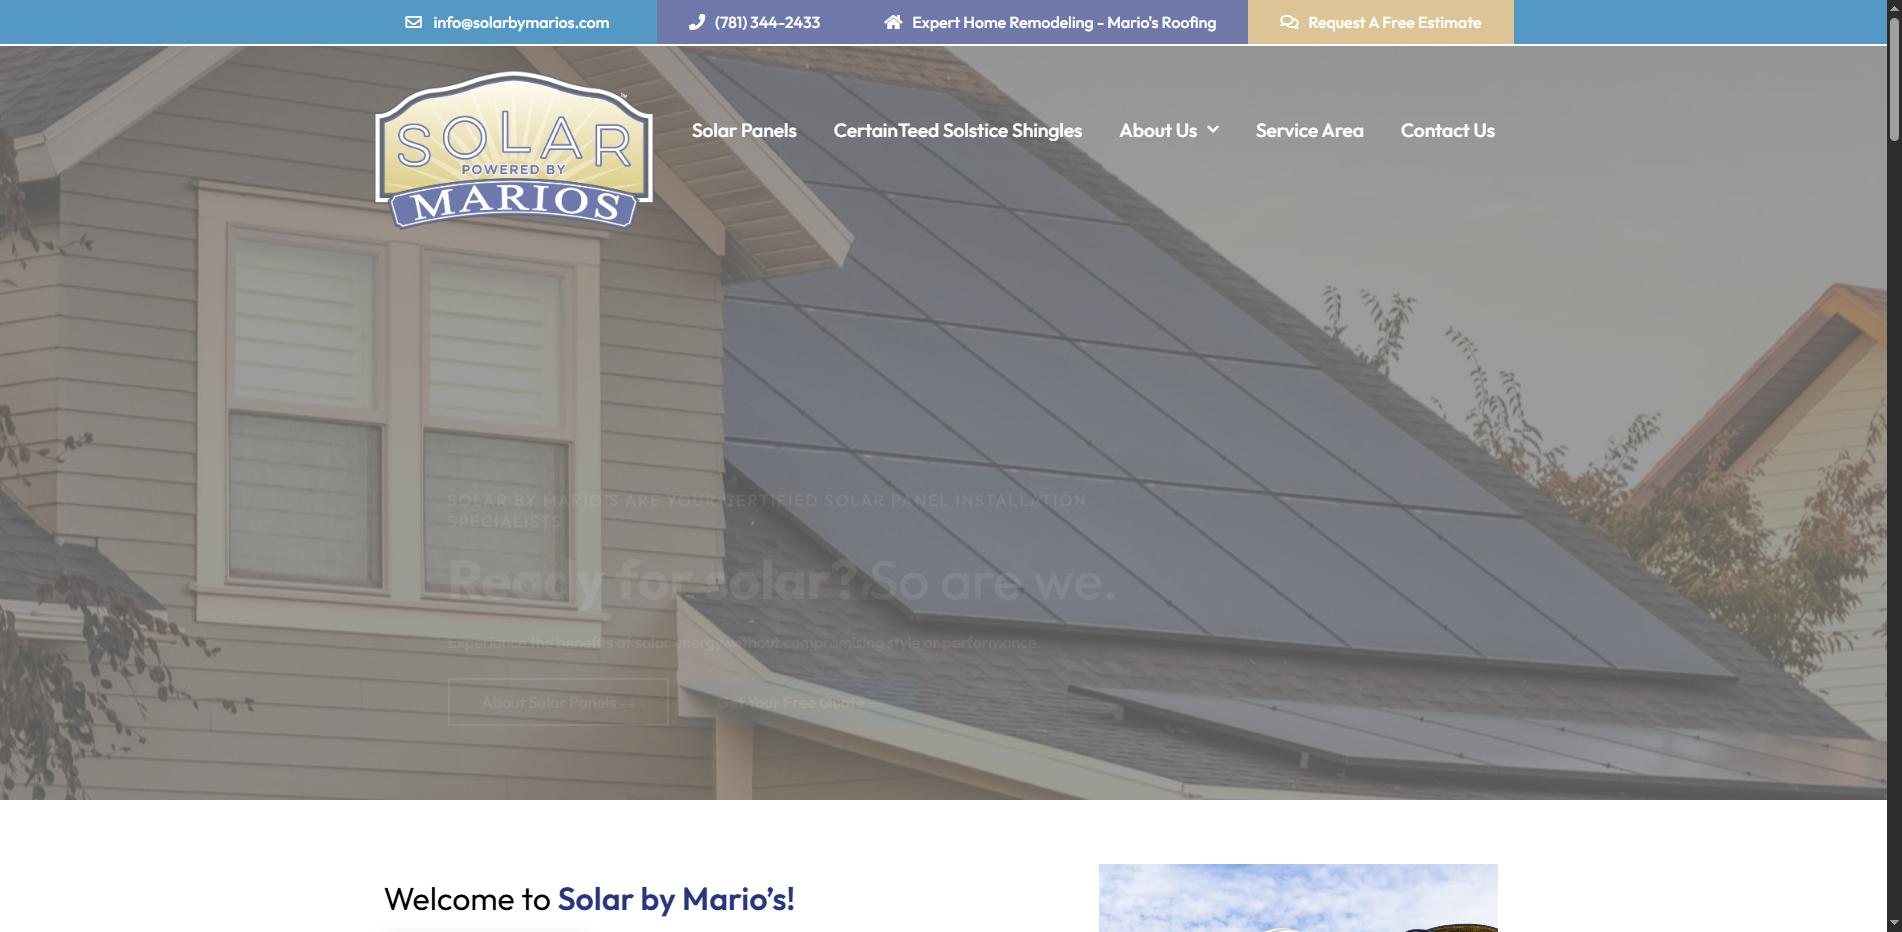 info@solarbymarios.com
(781) 344-2433
Expert Home Remodeling - Mario's Roofing
Request A Free Estimate
SOLAR
POWERED BY
MARIOS
™
Solar Panels
CertainTeed Solstice Shingles
About Us
Service Area
Contact Us
SOLAR BY MARIO'S ARE YOUR CERTIFIED SOLAR PANEL INSTALLATION
SPECIALISTS
Ready for solar? So are we.
Experience the benefits of solar energy without compromising style or performance.
About Solar Panels →
Get Your Free Quote →
Welcome to Solar by Mario's!